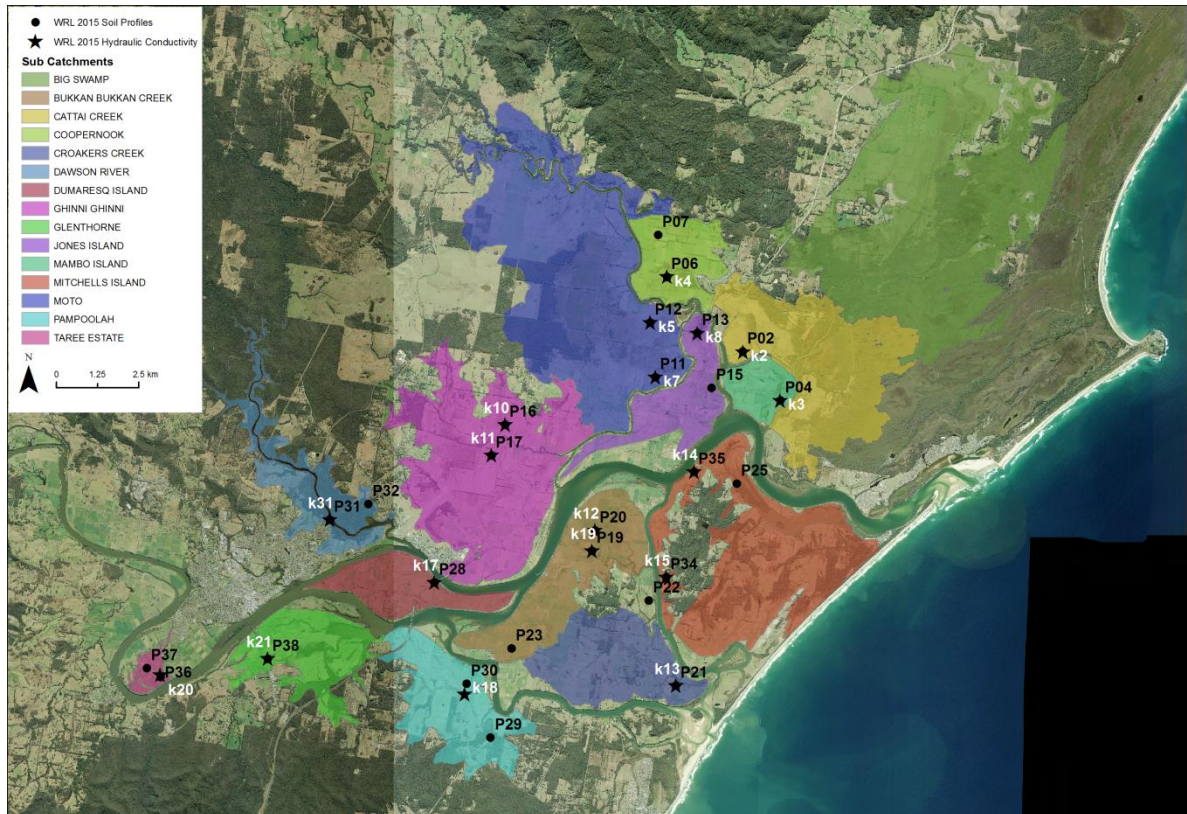 WRL 2015 Soil Profiles
WRL 2015 Hydraulic Conductivity
Sub Catchments
BIG SWAMP
BUKKAN BUKKAN CREEK
CATTAI CREEK
COOPERNOOK
CROAKERS CREEK
DAWSON RIVER
DUMARESQ ISLAND
GHINNI GHINNI
GLENTHORNE
JONES ISLAND
MAMBO ISLAND
MITCHELLS ISLAND
MOTO
PAMPOOLAH
TAREE ESTATE
N
0 1.25 2.5 km
P07
P06
k4
P12
k5
P13
k8
P02
k2
P11
k7
P15
P04
k3
k10
P16
k11
P17
k14
P35
P25
P32
k31
P31
k12
P20
k19
P19
k17
P28
k15
P34
P22
k21
P38
P23
P37
P36
k20
P30
k18
k13
P21
P29